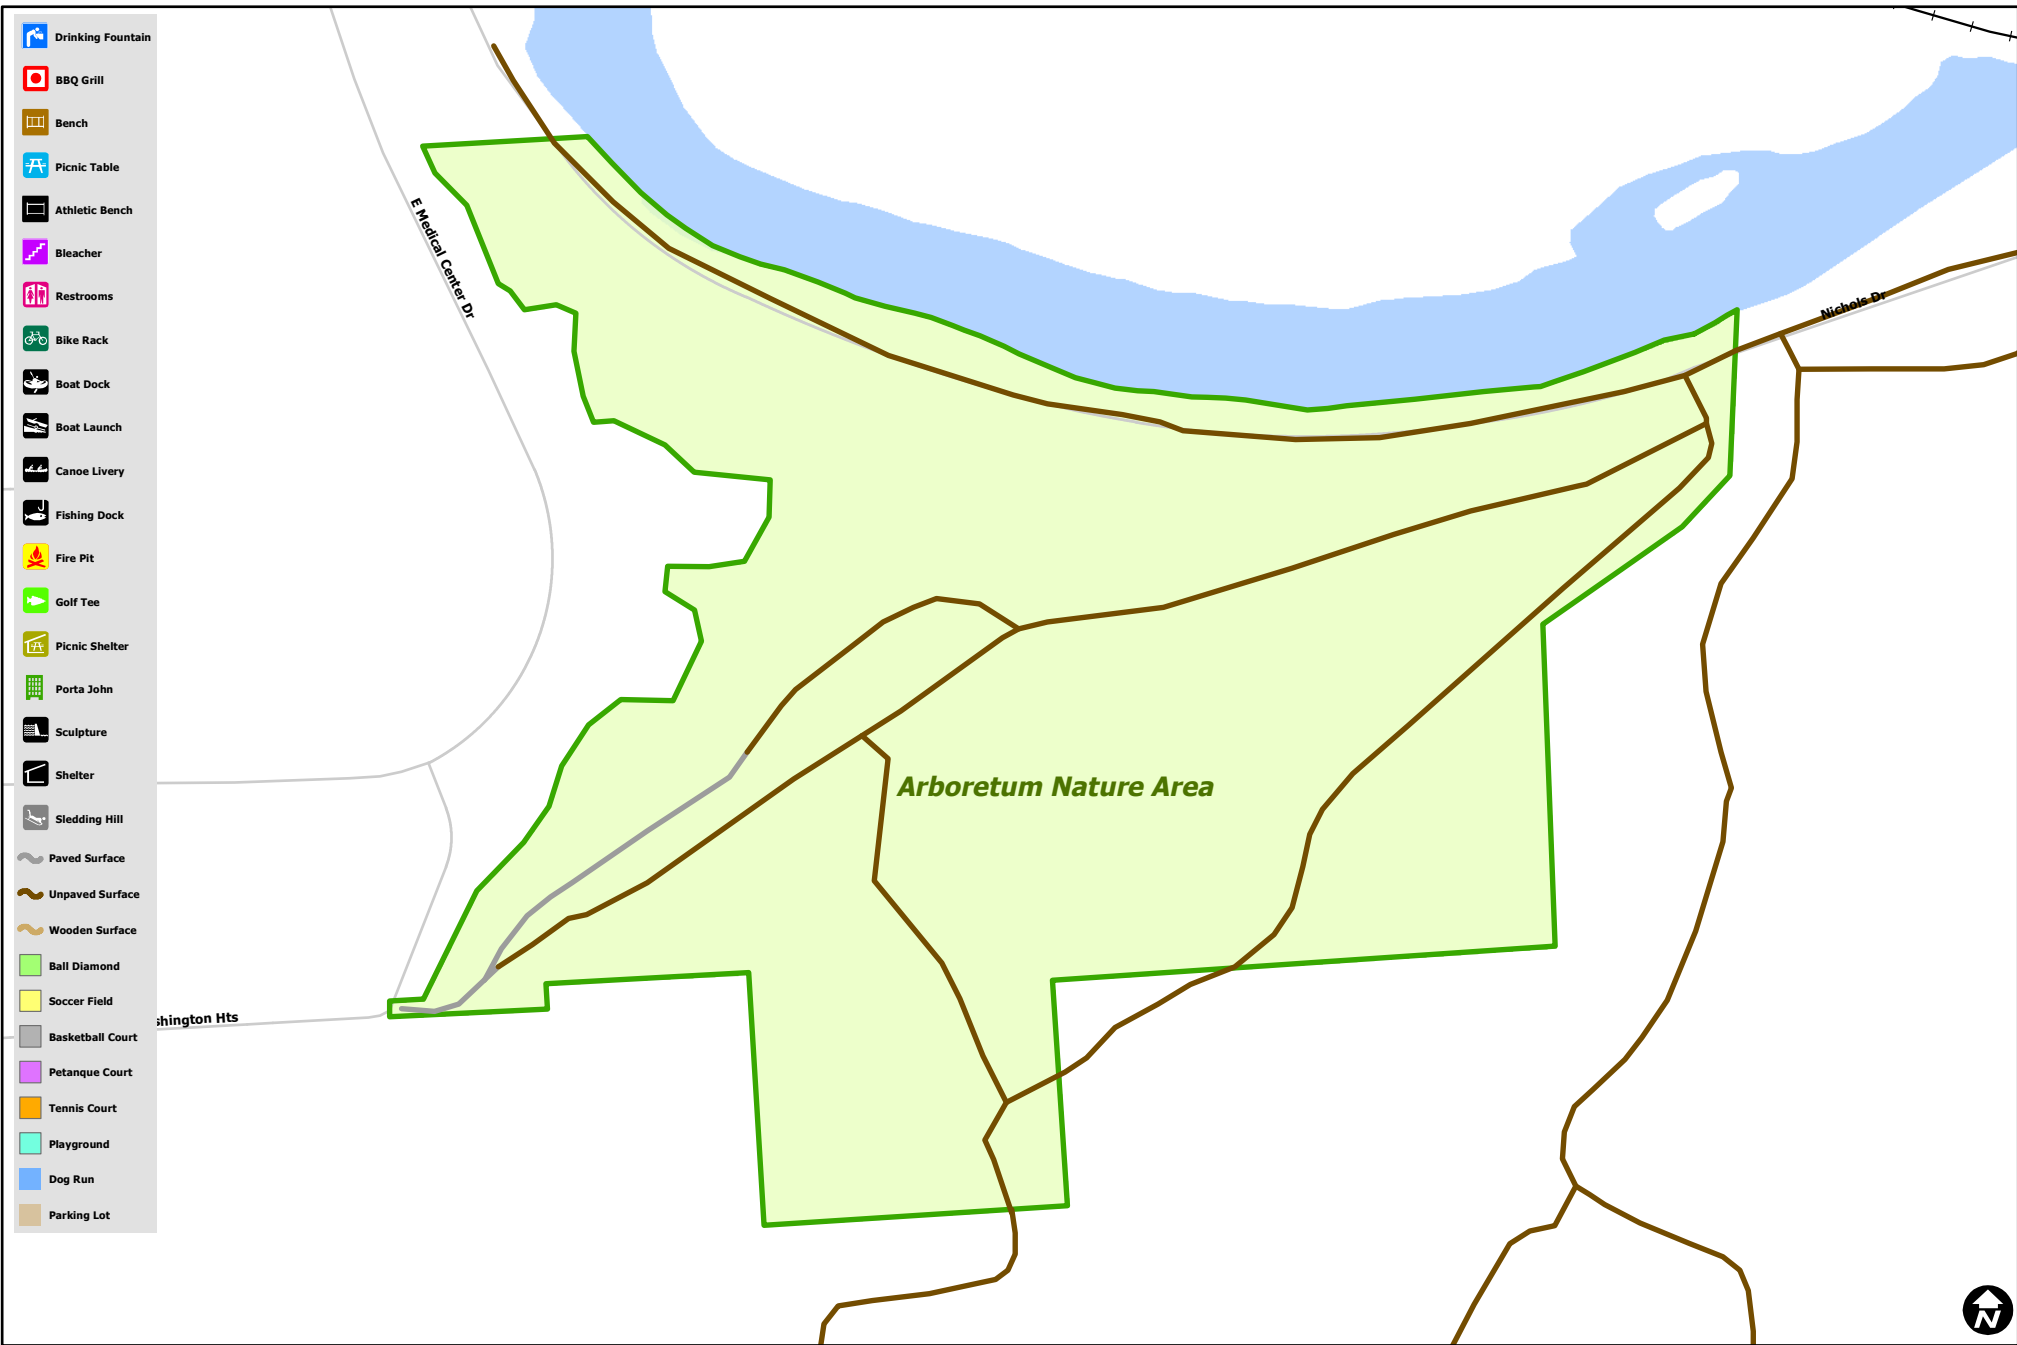 Drinking Fountain
BBQ Grill
Bench
Picnic Table
Athletic Bench
Bleacher
Restrooms
Bike Rack
Boat Dock
Boat Launch
Canoe Livery
Fishing Dock
Fire Pit
Golf Tee
Picnic Shelter
Porta John
Sculpture
Shelter
Sledding Hill
Paved Surface
Unpaved Surface
Wooden Surface
Ball Diamond
Soccer Field
Basketball Court
Petanque Court
Tennis Court
Playground
Dog Run
Parking Lot
E Medical Center Dr
Nichols Dr
Arboretum Nature Area
shington Hts
N